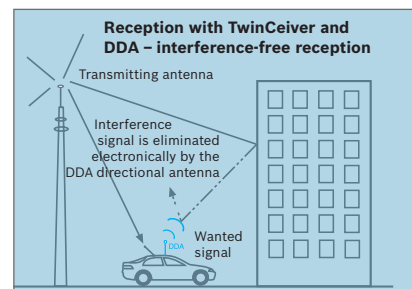 Reception with TwinCeiver and
DDA – interference-free reception
Transmitting antenna
Interference
signal is eliminated
electronically by the
DDA directional antenna
Wanted
signal
DDA